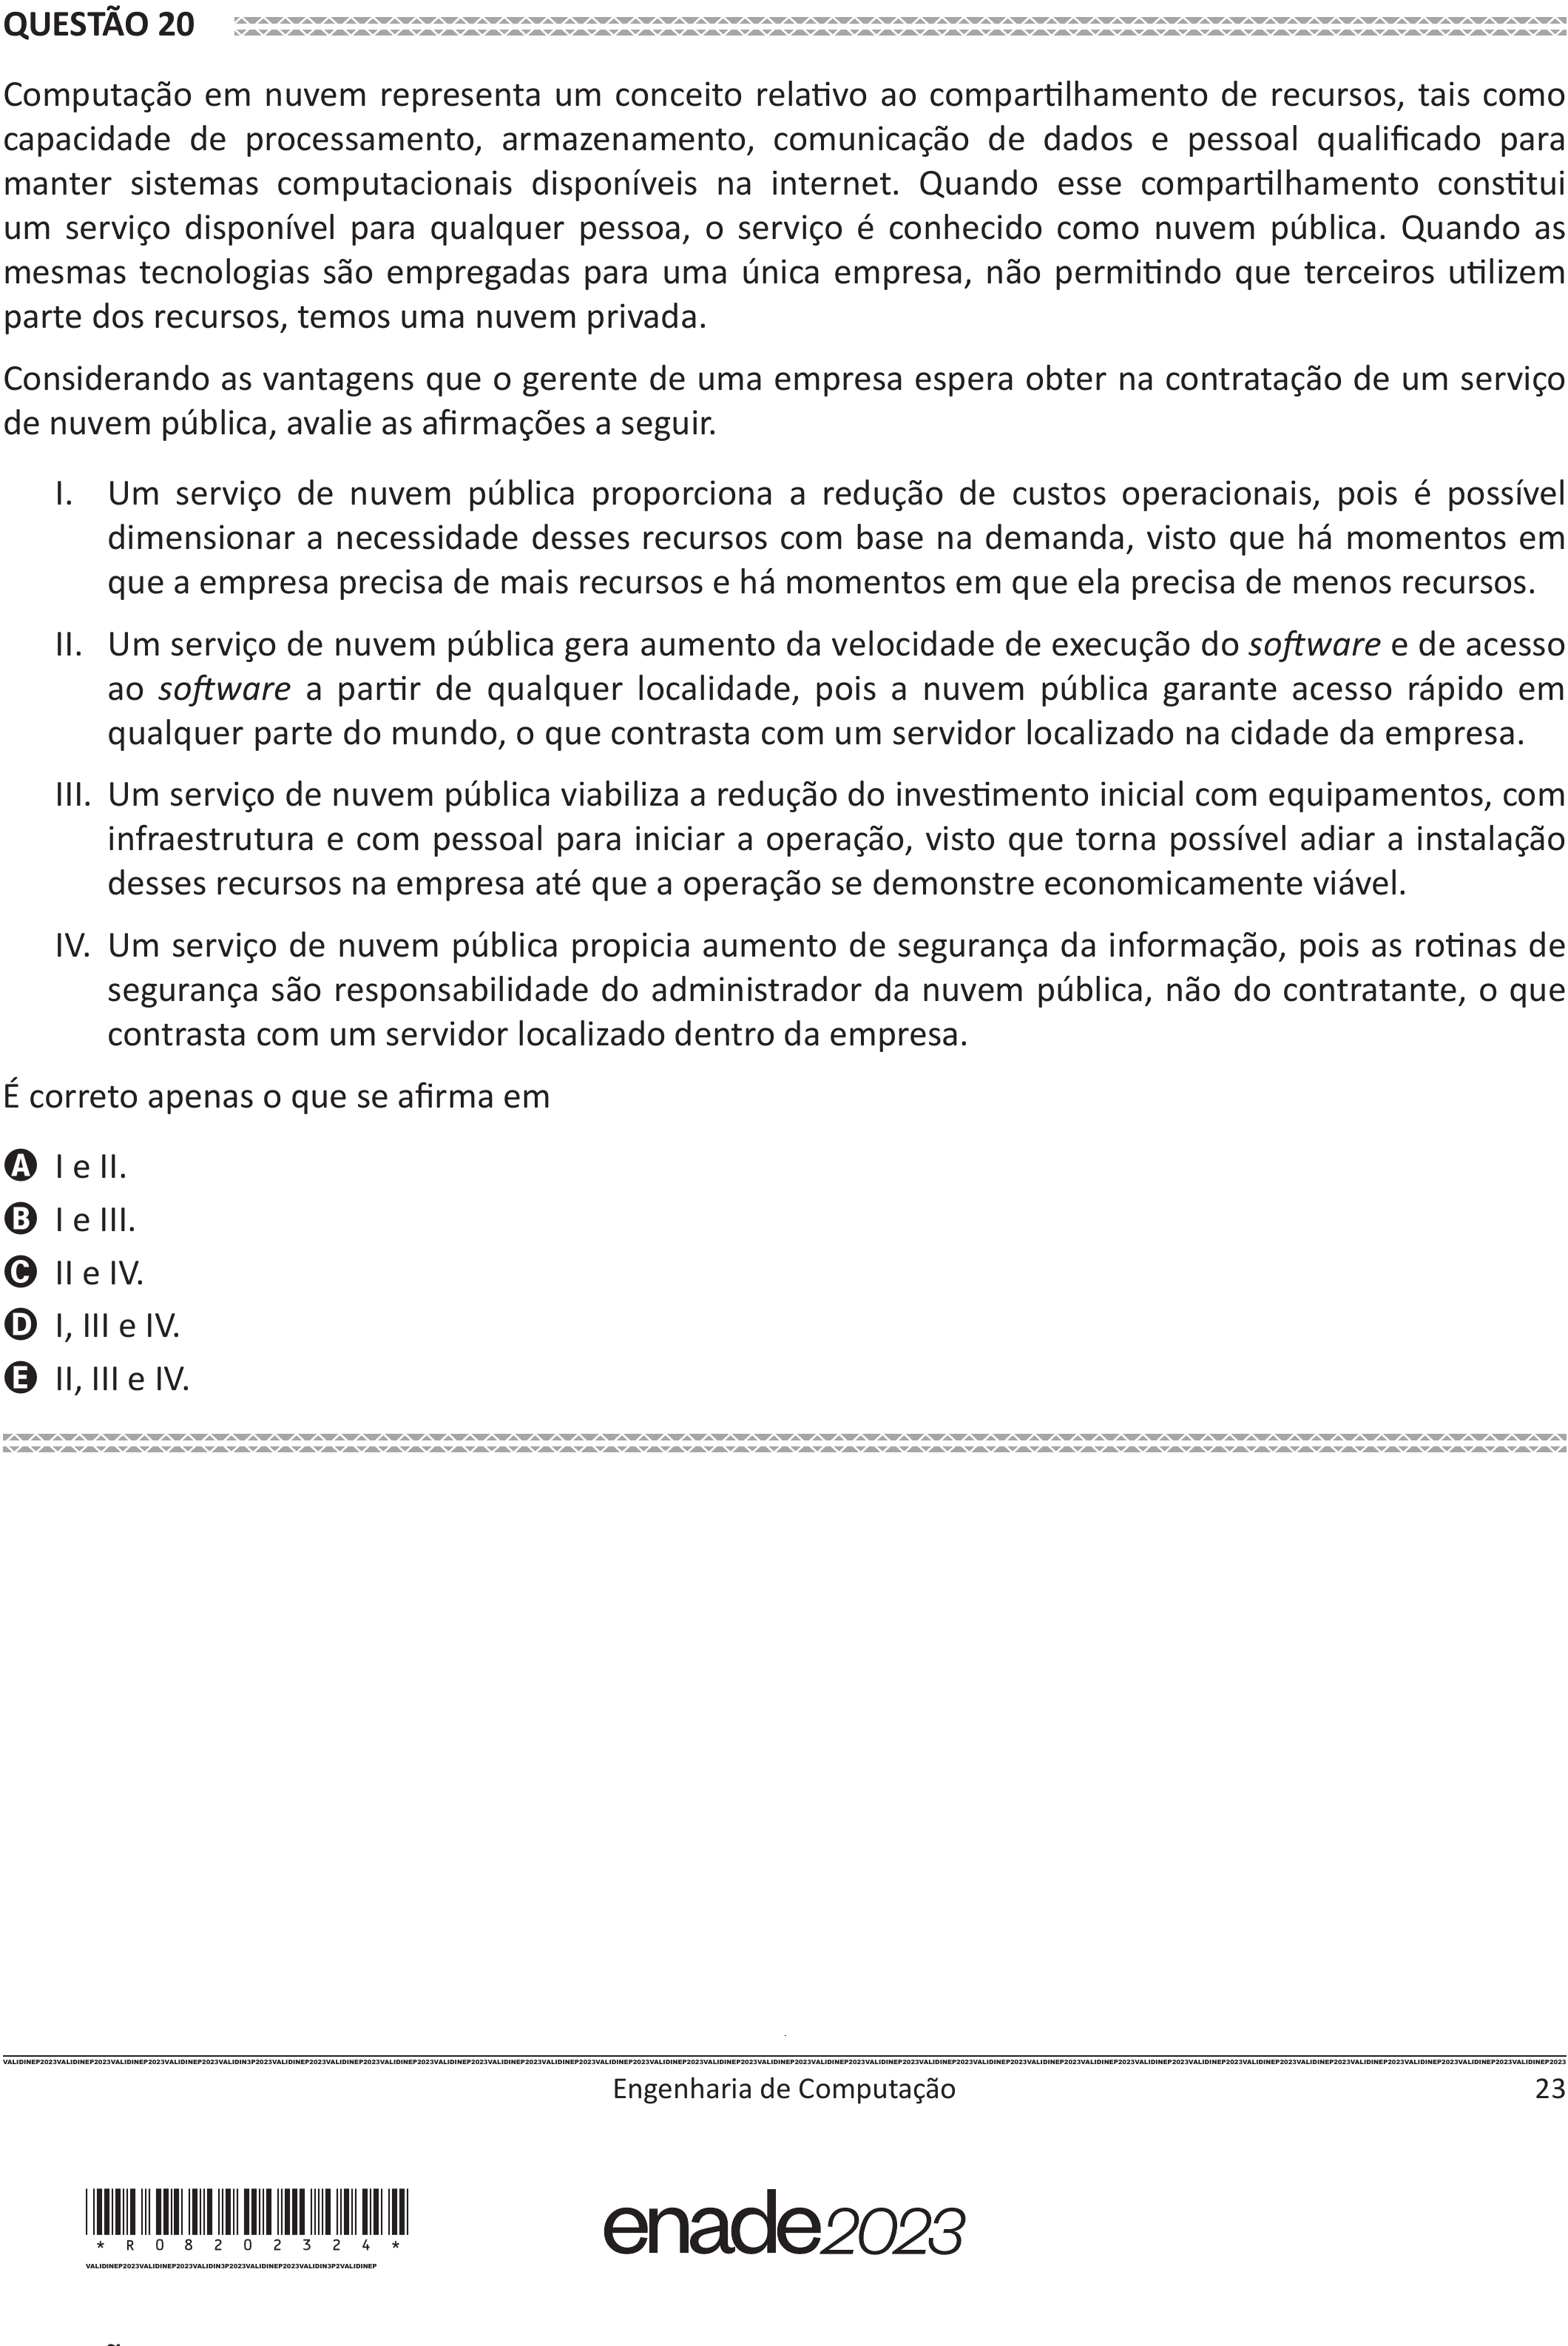 QUESTÃO 20
Computação em nuvem representa um conceito relativo ao compartilhamento de recursos, tais como
capacidade de processamento, armazenamento, comunicação de dados e pessoal qualificado para
manter sistemas computacionais disponíveis na internet. Quando esse compartilhamento constitui
um serviço disponível para qualquer pessoa, o serviço é conhecido como nuvem pública. Quando as
mesmas tecnologias são empregadas para uma única empresa, não permitindo que terceiros utilizem
parte dos recursos, temos uma nuvem privada.
Considerando as vantagens que o gerente de uma empresa espera obter na contratação de um serviço
de nuvem pública, avalie as afirmações a seguir.
I. Um serviço de nuvem pública proporciona a redução de custos operacionais, pois é possível
dimensionar a necessidade desses recursos com base na demanda, visto que há momentos em
que a empresa precisa de mais recursos e há momentos em que ela precisa de menos recursos.
II. Um serviço de nuvem pública gera aumento da velocidade de execução do software e de acesso
ao software a partir de qualquer localidade, pois a nuvem pública garante acesso rápido em
qualquer parte do mundo, o que contrasta com um servidor localizado na cidade da empresa.
III. Um serviço de nuvem pública viabiliza a redução do investimento inicial com equipamentos, com
infraestrutura e com pessoal para iniciar a operação, visto que torna possível adiar a instalação
desses recursos na empresa até que a operação se demonstre economicamente viável.
IV. Um serviço de nuvem pública propicia aumento de segurança da informação, pois as rotinas de
segurança são responsabilidade do administrador da nuvem pública, não do contratante, o que
contrasta com um servidor localizado dentro da empresa.
É correto apenas o que se afirma em
A I e II.
B I e III.
C II e IV.
D I, III e IV.
E II, III e IV.
VALIDINEP2023VALIDINEP2023VALIDINEP2023VALIDINEP2023VALIDINEP2023VALIDINEP2023VALIDIN3P2023VALIDINEP2023VALIDINEP2023VALIDINEP2023VALIDINEP2023VALIDINEP2023VALIDINEP2023VALIDINEP2023VALIDINEP2023VALIDINEP2023VALIDINEP2023VALIDINEP2023VALIDINEP2023VALIDINEP2023VALIDINEP2023VALIDINEP2023VALIDINEP2023VALIDINEP2023VALIDINEP2023VALIDINEP2023VALIDINEP2023VALIDINEP2023VALIDINEP2023VALIDINEP2023VALIDINEP2023VALIDINEP2023VALIDINEP2023VALIDINEP2023
Engenharia de Computação 23
*R08202324*
enade2023
VALIDINEP2023VALIDINEP2023VALIDIN3P2023VALIDINEP2023VALIDIN3P2VALIDINEP